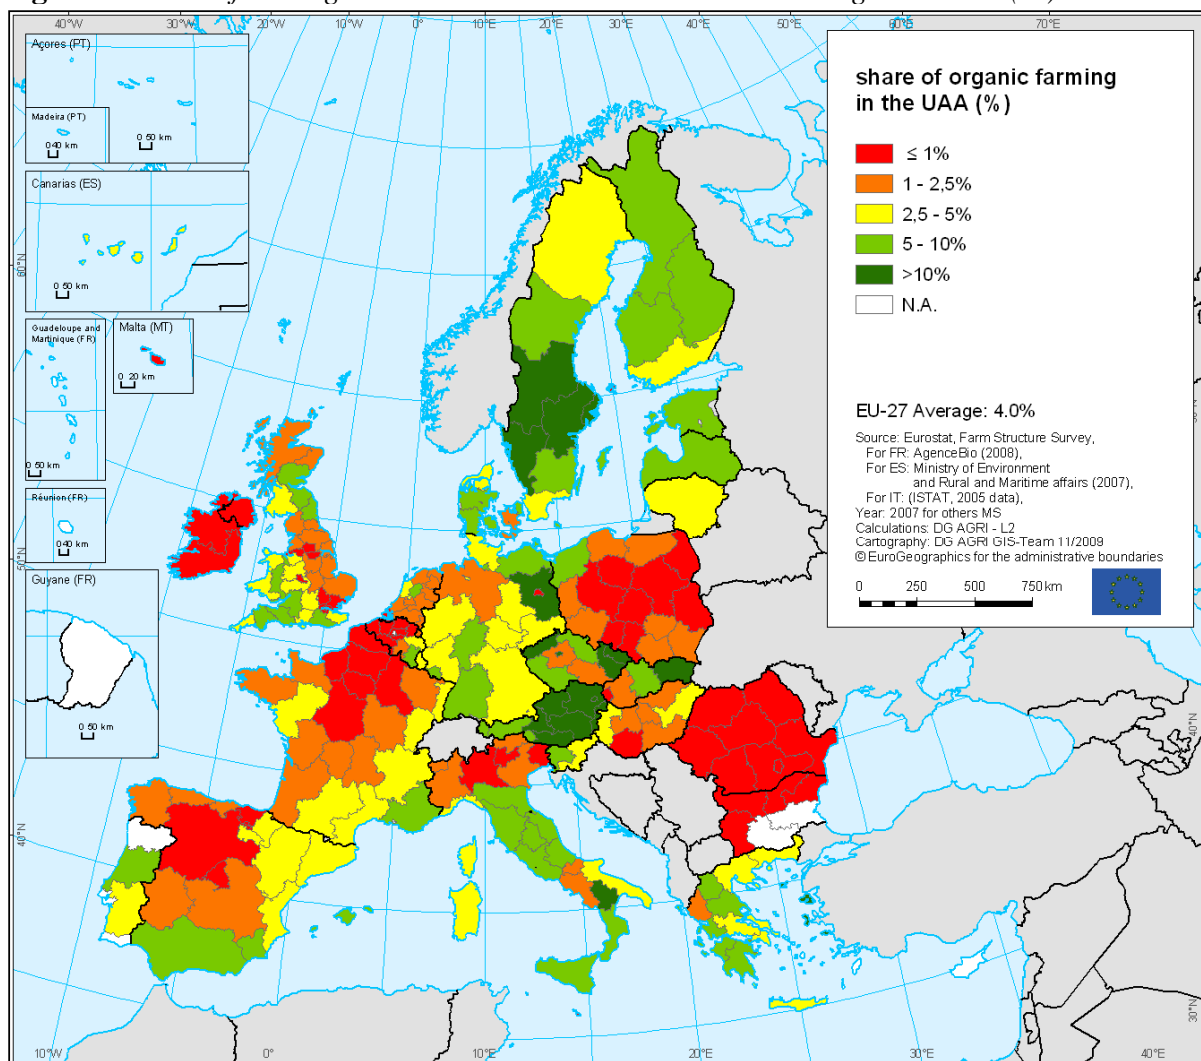 40°W 30°W 20°W 10°W 0° 10°E 20°E 30°E 40°E 50°E 60°E 70°E
Açores (PT)
Madeira (PT)
0 40 km
0 50 km
Canarias (ES)
0 50 km
Guadeloupe and
Martinique (FR)
0 50 km
Malta (MT)
0 20 km
Réunion (FR)
0 40 km
Guyane (FR)
0 50 km
60°N
50°N
40°N
share of organic farming
in the UAA (%)
≤ 1%
1 - 2,5%
2,5 - 5%
5 - 10%
>10%
N.A.
EU-27 Average: 4.0%
Source: Eurostat, Farm Structure Survey,
For FR: AgenceBio (2008),
For ES: Ministry of Environment
and Rural and Maritime affairs (2007),
For IT: (ISTAT, 2005 data),
Year: 2007 for others MS
Calculations: DG AGRI - L2
Cartography: DG AGRI GIS-Team 11/2009
© EuroGeographics for the administrative boundaries
0 250 500 750 km
40°N
30°N
10°W 0° 10°E 20°E 30°E 40°E